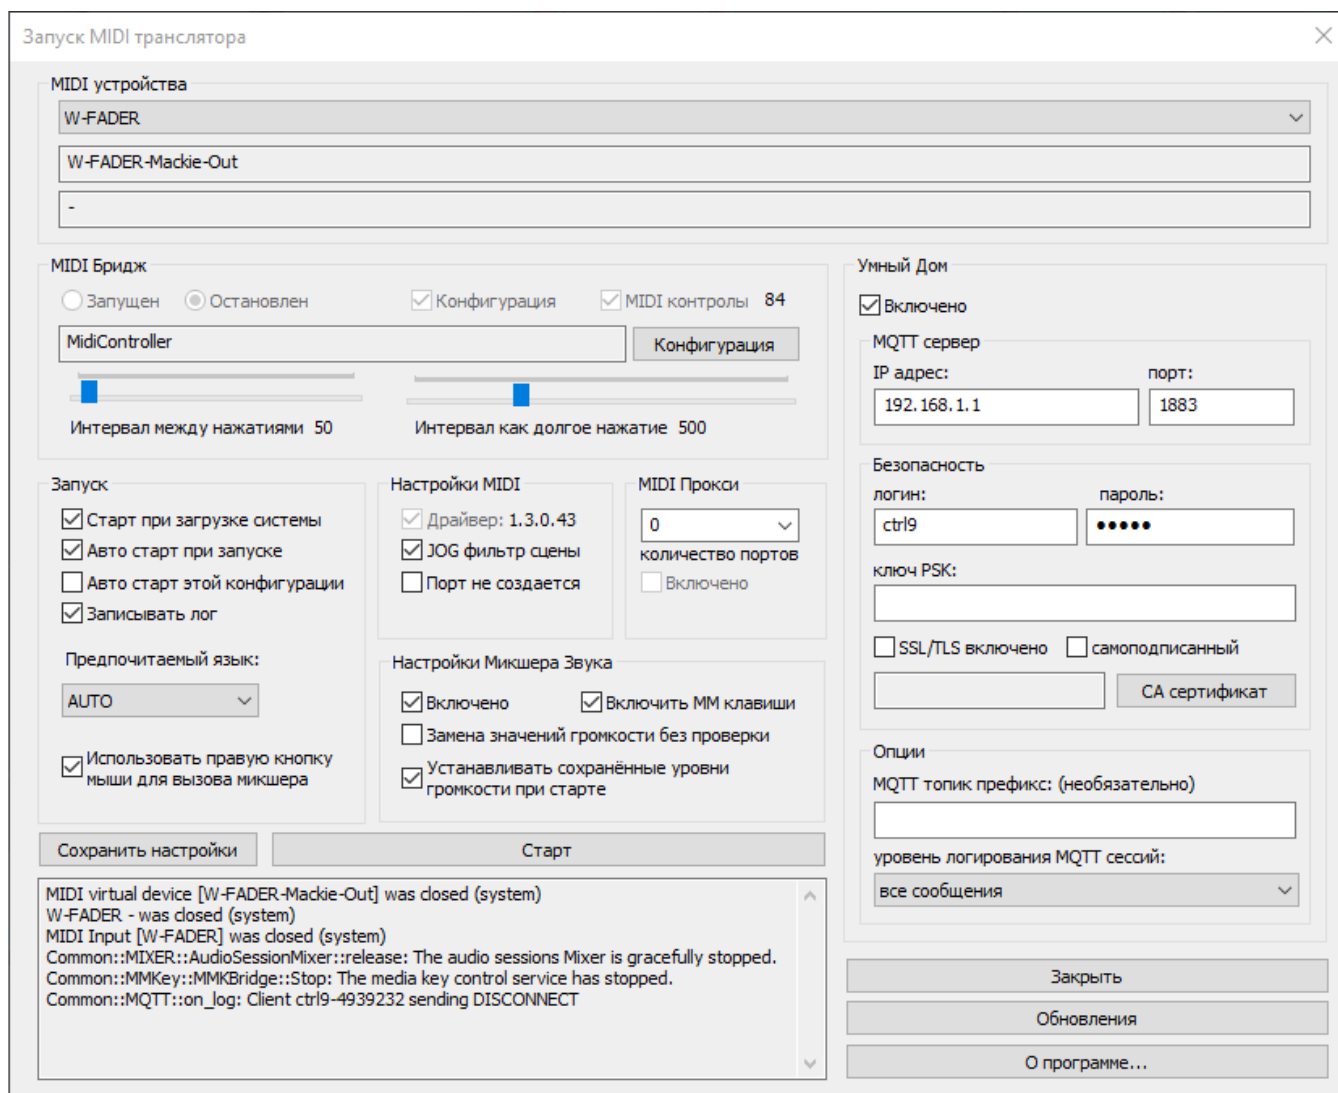 Запуск MIDI транслятора
MIDI устройства
W-FADER
W-FADER-Mackie-Out
-
MIDI Бридж
Запущен
Остановлен
Конфигурация
MIDI контролы 84
MidiController
Конфигурация
Интервал между нажатиями 50
Интервал как долгое нажатие 500
Запуск
Старт при загрузке системы
Авто старт при запуске
Авто старт этой конфигурации
Записывать лог
Предпочитаемый язык:
AUTO
Использовать правую кнопку
мыши для вызова микшера
Настройки MIDI
Драйвер: 1.3.0.43
JOG фильтр сцены
Порт не создается
MIDI Прокси
0
количество портов
Включено
Настройки Микшера Звука
Включено
Включить ММ клавиши
Замена значений громкости без проверки
Устанавливать сохранённые уровни
громкости при старте
Сохранить настройки
Старт
MIDI virtual device [W-FADER-Mackie-Out] was closed (system)
W-FADER - was closed (system)
MIDI Input [W-FADER] was closed (system)
Common::MIXER::AudioSessionMixer::release: The audio sessions Mixer is gracefully stopped.
Common::MMKey::MMKBridge::Stop: The media key control service has stopped.
Common::MQTT::on_log: Client ctrl9-4939232 sending DISCONNECT
Умный Дом
Включено
MQTT сервер
IP адрес:
порт:
192.168.1.1
1883
Безопасность
логин:
пароль:
ctrl9
●●●●●
ключ PSK:
SSL/TLS включено
самоподписанный
CA сертификат
Опции
MQTT топик префикс: (необязательно)
уровень логирования MQTT сессий:
все сообщения
Закрыть
Обновления
О программе...